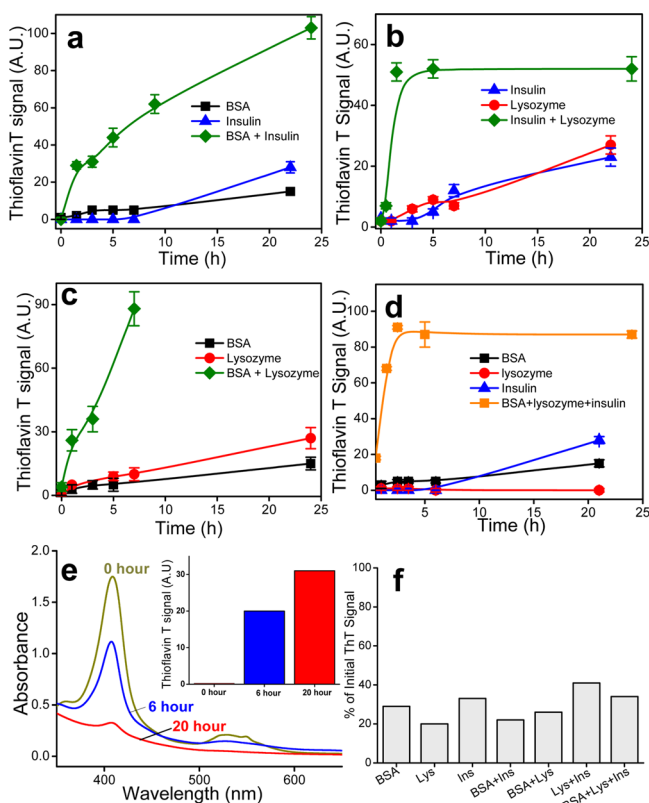 a
Thioflavin T signal (A.U.)
100
80
60
40
20
0
BSA
Insulin
BSA + Insulin
0 5 10 15 20 25
Time (h)
b
Thioflavin T Signal (A.U.)
60
40
20
0
Insulin
Lysozyme
Insulin + Lysozyme
0 5 10 15 20 25
Time (h)
c
Thioflavin T signal (A.U.)
90
60
30
0
BSA
Lysozyme
BSA + Lysozyme
0 5 10 15 20 25
Time (h)
d
Thioflavin T Signal (A.U.)
100
80
60
40
20
0
BSA
lysozyme
Insulin
BSA+lysozyme+insulin
0 5 10 15 20 25
Time (h)
e
Absorbance
2.0
1.5
1.0
0.5
0.0
0 hour
6 hour
20 hour
400 500 600
Wavelength (nm)
Thioflavin T signal (A.U)
30
20
10
0
0 hour 6 hour 20 hour
f
% of Initial ThT Signal
100
80
60
40
20
0
BSA Lys Ins BSA+Ins BSA+Lys Lys+Ins BSA+Lys+Ins